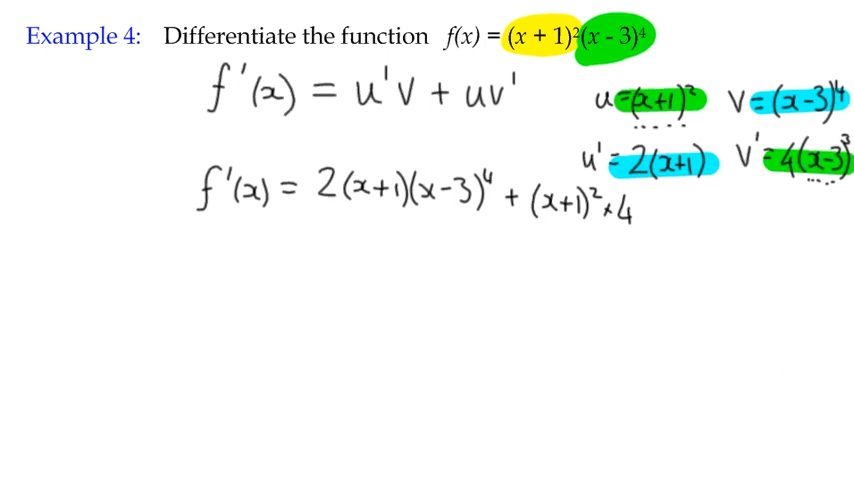 Example 4: Differentiate the function f(x) = (x + 1)²(x - 3)⁴
f'(x) = u'v + uv'
u = (x+1)² v = (x-3)⁴
u' = 2(x+1) v' = 4(x-3)³
f'(x) = 2(x+1)(x-3)⁴ + (x+1)² × 4